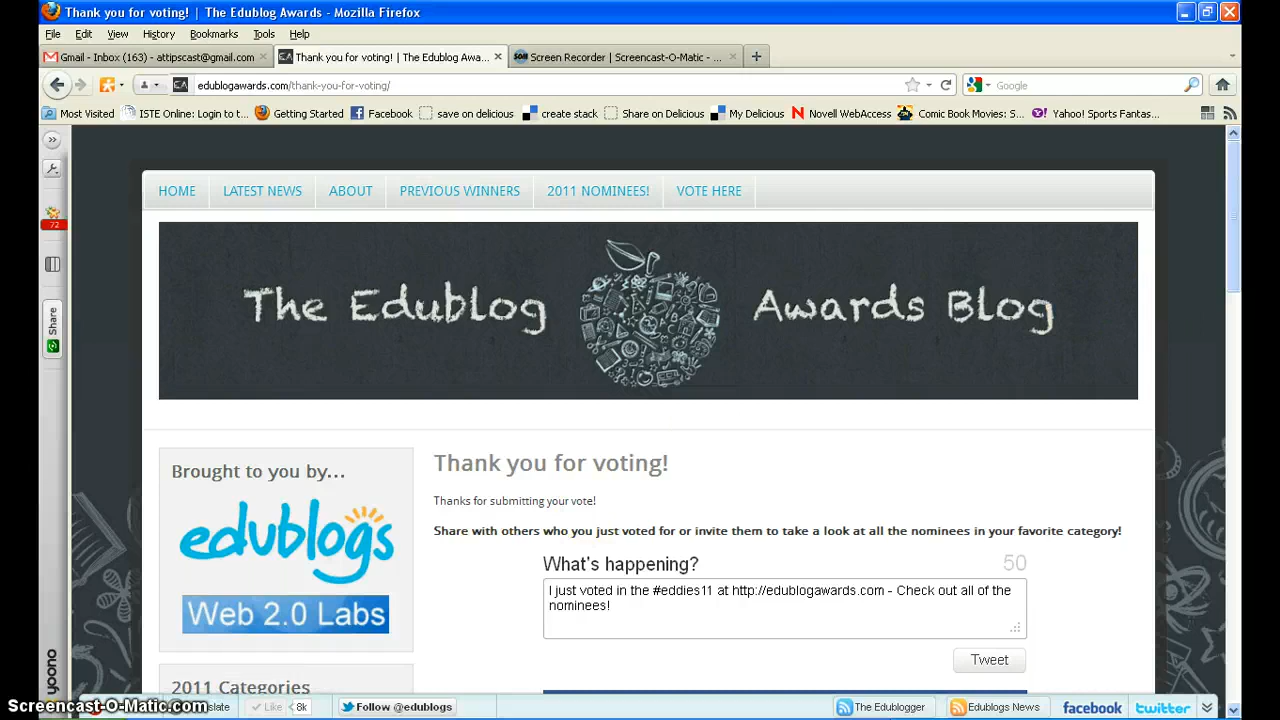 Thank you for voting! | The Edublog Awards - Mozilla Firefox
File Edit View History Bookmarks Tools Help
Gmail - Inbox (163) - attipscast@gmail.com
Thank you for voting! | The Edublog Awa...
Screen Recorder | Screencast-O-Matic - ...
edublogawards.com/thank-you-for-voting/
Google
Most Visited ISTE Online: Login to t... Getting Started Facebook save on delicious create stack Share on Delicious My Delicious Novell WebAccess Comic Book Movies: S... Yahoo! Sports Fantas...
HOME LATEST NEWS ABOUT PREVIOUS WINNERS 2011 NOMINEES! VOTE HERE
72
Share
yoono
The Edublog Awards Blog
Brought to you by...
edublogs
Web 2.0 Labs
2011 Categories
Thank you for voting!
Thanks for submitting your vote!
Share with others who you just voted for or invite them to take a look at all the nominees in your favorite category!
What's happening? 50
I just voted in the #eddies11 at http://edublogawards.com - Check out all of the
nominees!
Tweet
Screencast-O-Matic.com
Like 8k
Follow @edublogs
The Edublogger
Edublogs News
facebook
twitter